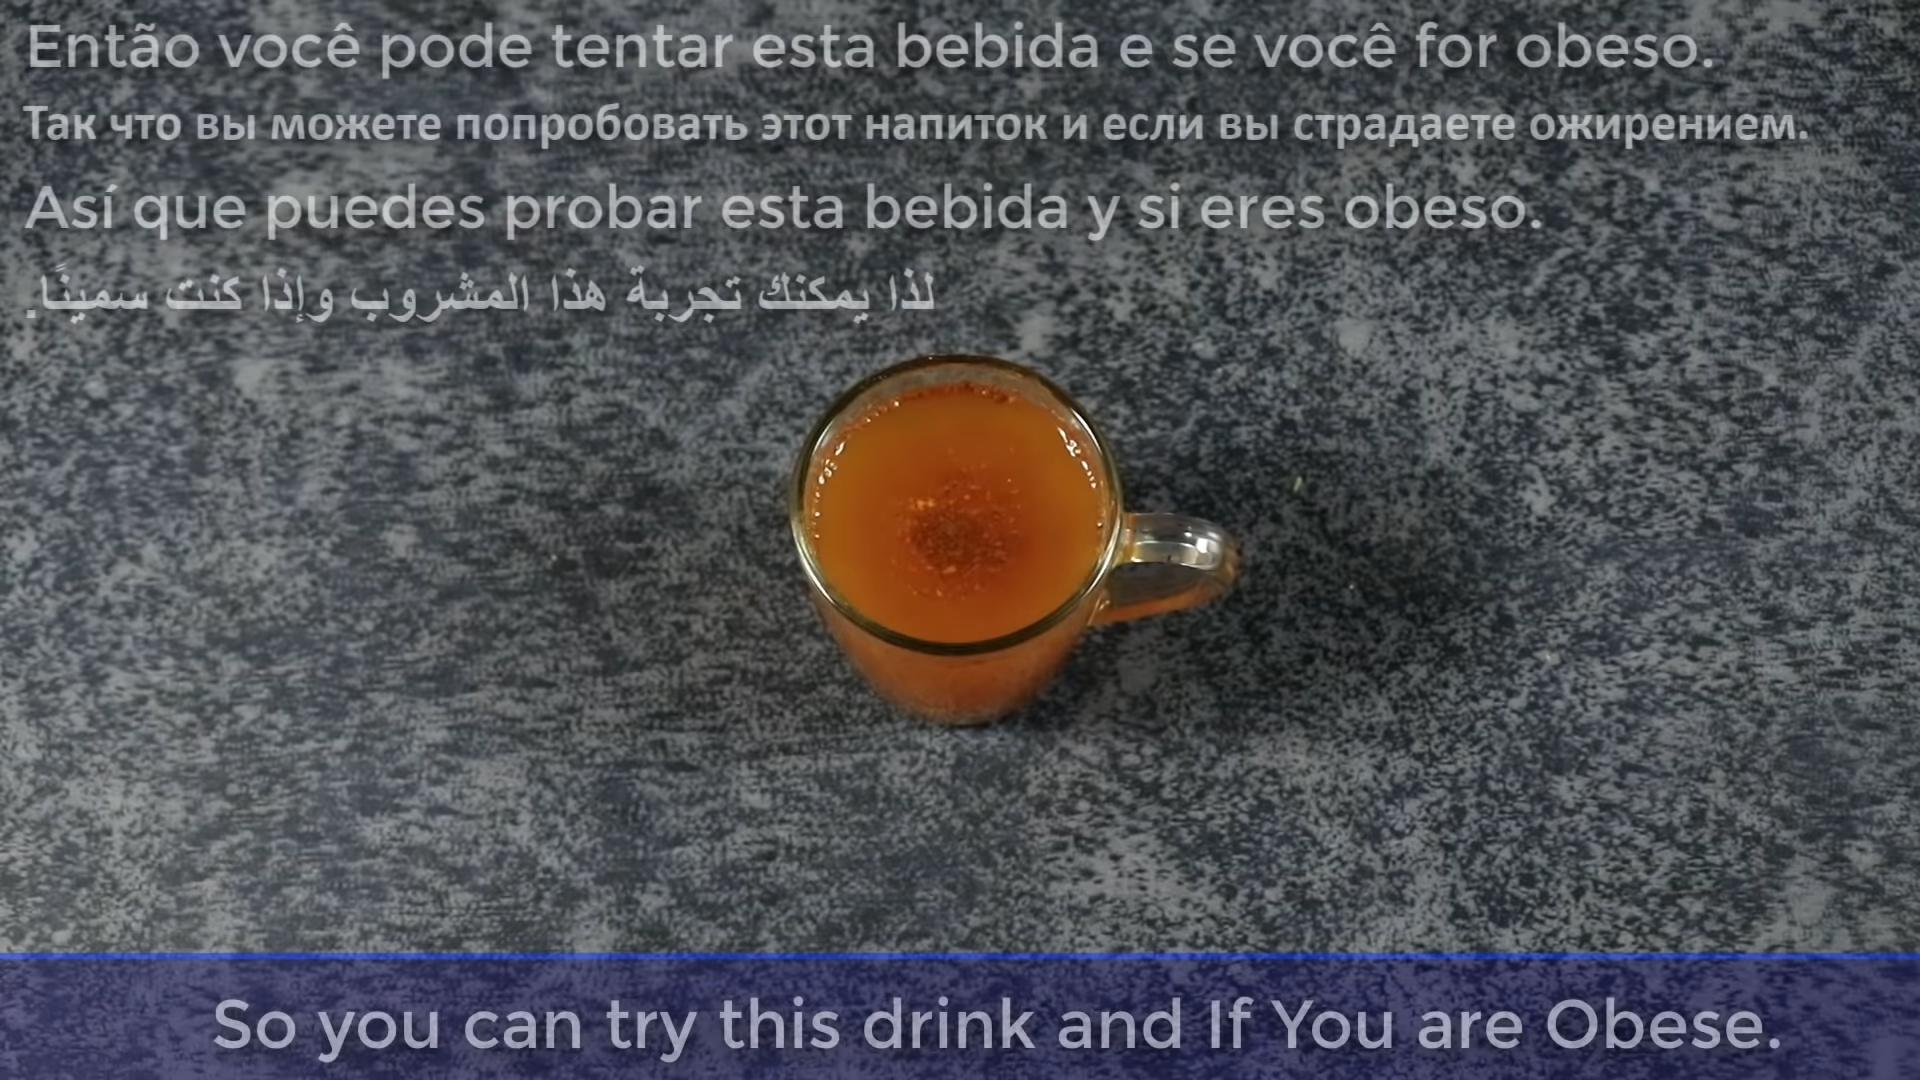 Então você pode tentar esta bebida e se você for obeso.
Так что вы можете попробовать этот напиток и если вы страдаете ожирением.
Así que puedes probar esta bebida y si eres obeso.
لذا يمكنك تجربة هذا المشروب وإذا كنت سمينًا.
So you can try this drink and If You are Obese.